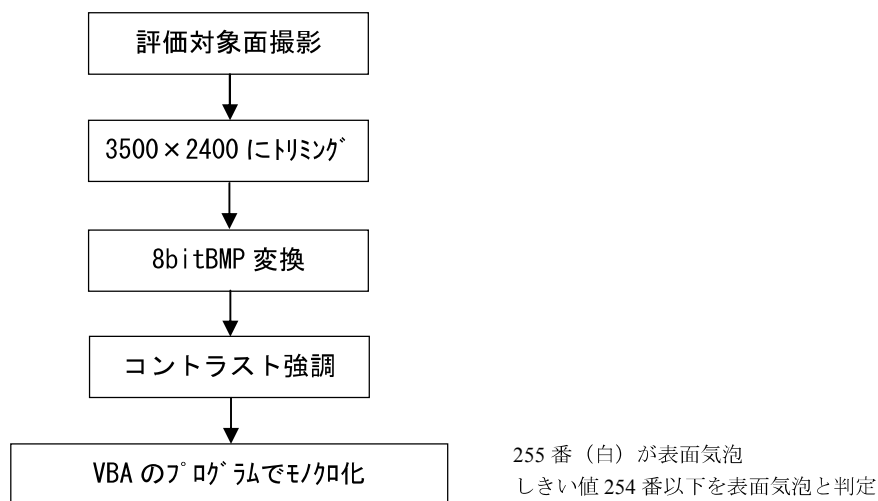 評価対象面撮影
3500×2400 にﾄﾘﾐﾝｸﾞ
8bitBMP 変換
コントラスト強調
VBA のﾌﾟﾛｸﾞﾗﾑでﾓﾉｸﾛ化
255 番（白）が表面気泡
しきい値 254 番以下を表面気泡と判定